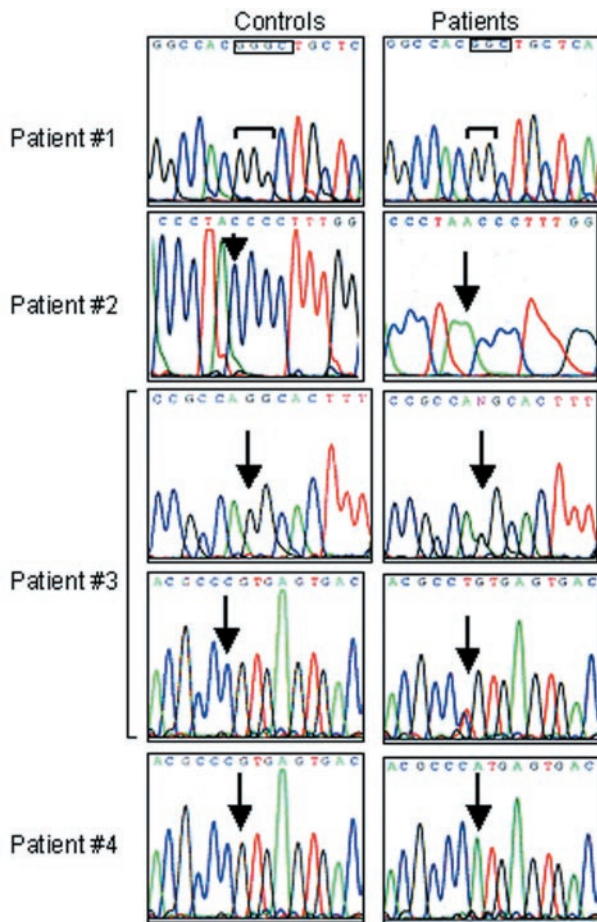 Controls Patients
GGCCACGGGCTGCTC GGCCACGGCTGCTCA
Patient #1
CCCTACCCCTTTGG CCCTAACCCTTTGG
Patient #2
CCGCCAGGCACTTT CCGCCANGCACTTT
Patient #3
ACGCCCGTGAGTGAC ACGCCTGTGAGTGAC
ACGCCCGTGAGTGAC ACGCCCATGAGTGAC
Patient #4